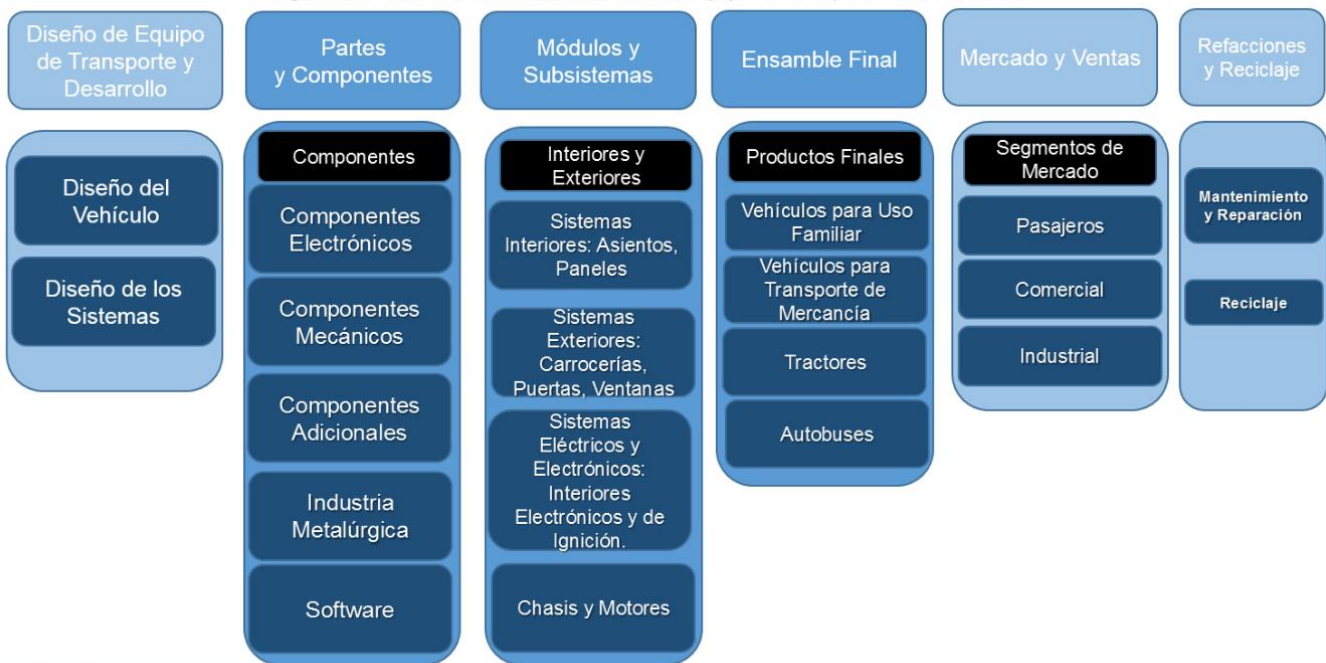 Diseño de Equipo
de Transporte y
Desarrollo
Partes
y Componentes
Módulos y
Subsistemas
Ensamble Final
Mercado y Ventas
Refacciones
y Reciclaje
Diseño del
Vehículo
Diseño de los
Sistemas
Componentes
Componentes
Electrónicos
Componentes
Mecánicos
Componentes
Adicionales
Industria
Metalúrgica
Software
Interiores y
Exteriores
Sistemas
Interiores: Asientos,
Paneles
Sistemas
Exteriores:
Carrocerías,
Puertas, Ventanas
Sistemas
Eléctricos y
Electrónicos:
Interiores
Electrónicos y de
Ignición.
Chasis y Motores
Productos Finales
Vehículos para Uso
Familiar
Vehículos para
Transporte de
Mercancía
Tractores
Autobuses
Segmentos de
Mercado
Pasajeros
Comercial
Industrial
Mantenimiento
y Reparación
Reciclaje